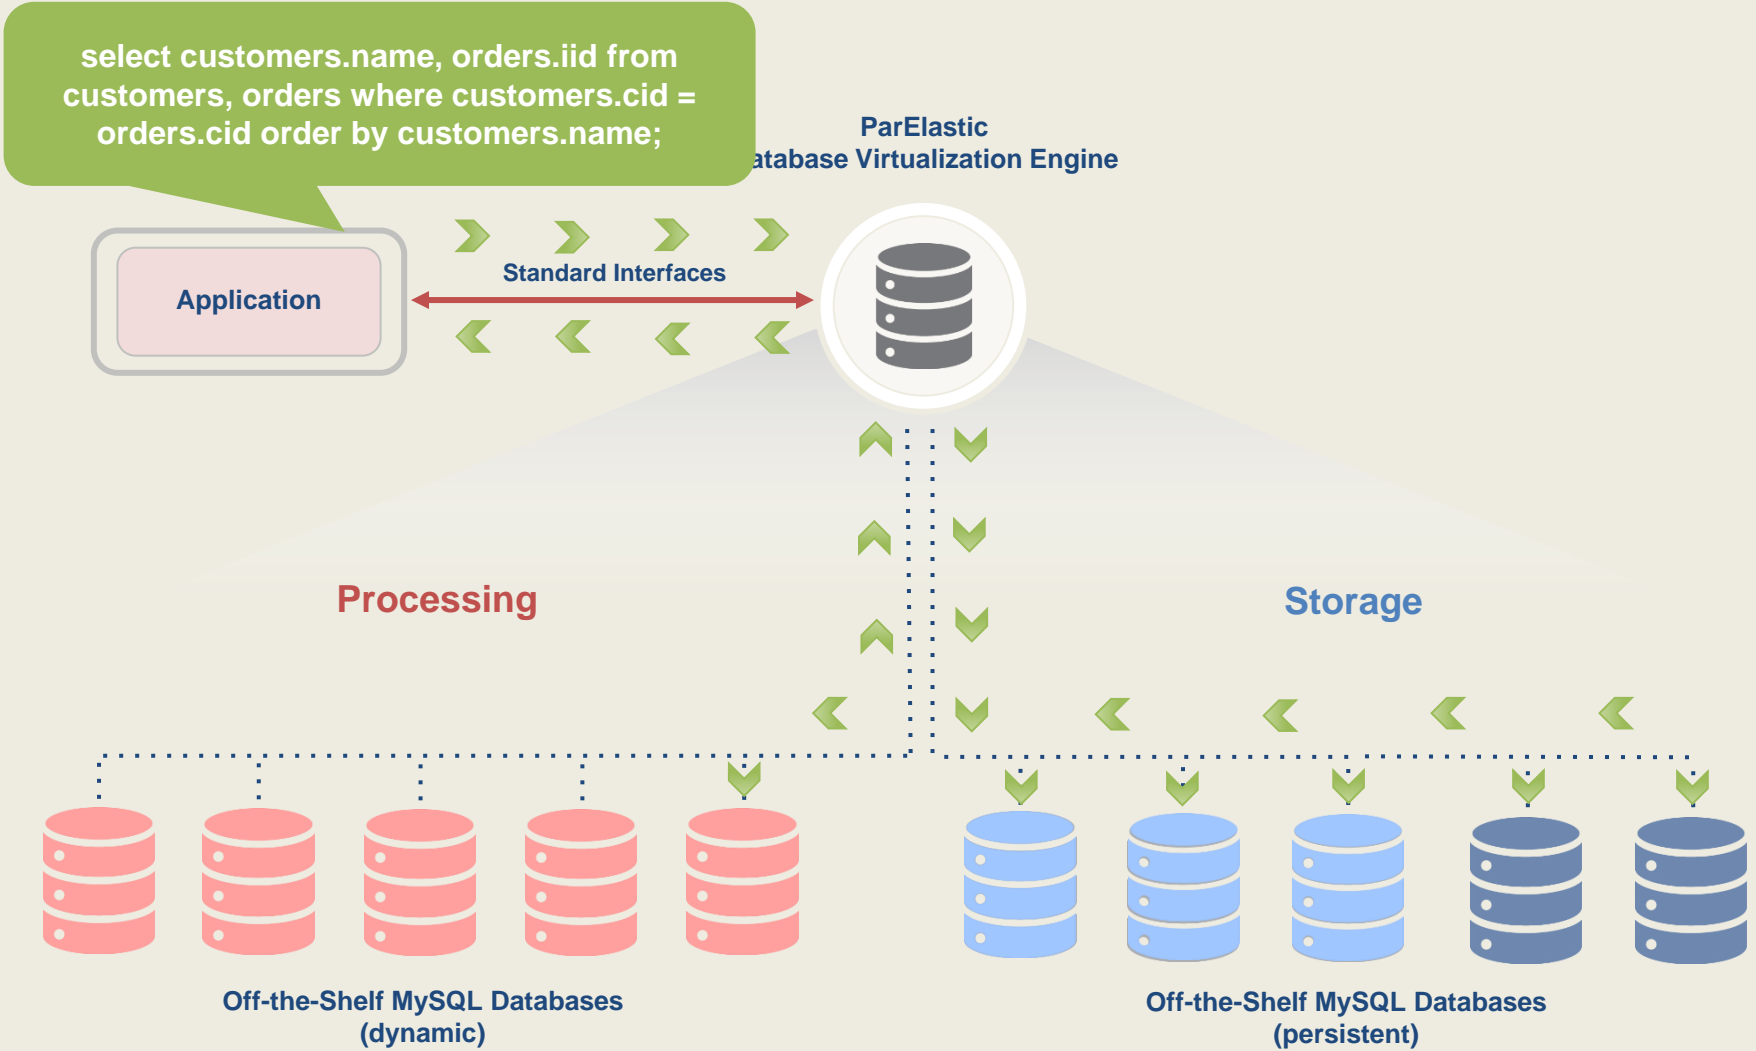 select customers.name, orders.iid from
customers, orders where customers.cid =
orders.cid order by customers.name;
ParElastic
atabase Virtualization Engine
Standard Interfaces
Application
Processing
Storage
Off-the-Shelf MySQL Databases
(dynamic)
Off-the-Shelf MySQL Databases
(persistent)